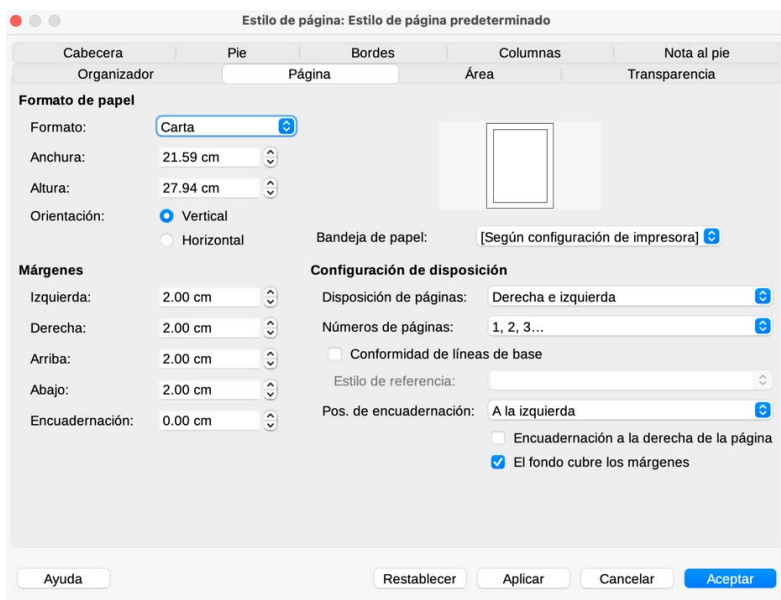 Estilo de página: Estilo de página predeterminado
Cabecera Pie Bordes Columnas Nota al pie
Organizador Página Área Transparencia
Formato de papel
Formato: Carta
Anchura: 21.59 cm
Altura: 27.94 cm
Orientación: Vertical
Horizontal
Bandeja de papel: [Según configuración de impresora]
Márgenes
Izquierda: 2.00 cm
Derecha: 2.00 cm
Arriba: 2.00 cm
Abajo: 2.00 cm
Encuadernación: 0.00 cm
Configuración de disposición
Disposición de páginas: Derecha e izquierda
Números de páginas: 1, 2, 3...
Conformidad de líneas de base
Estilo de referencia:
Pos. de encuadernación: A la izquierda
Encuadernación a la derecha de la página
El fondo cubre los márgenes
Ayuda Restablecer Aplicar Cancelar Aceptar